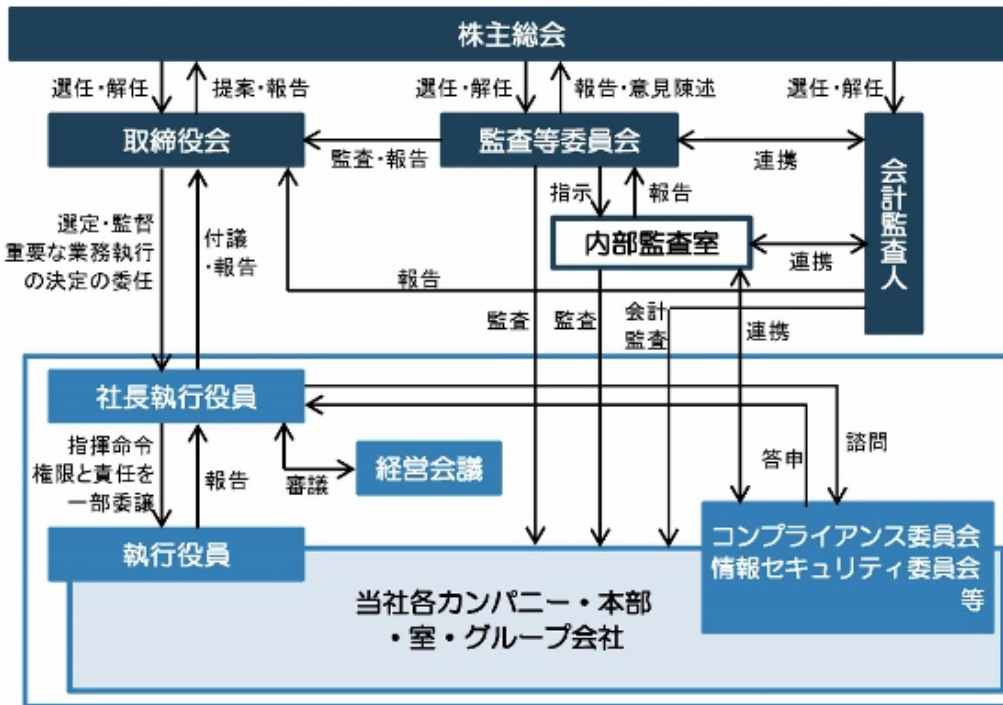 株主総会
選任・解任
提案・報告
選任・解任
報告・意見陳述
選任・解任
取締役会
監査・報告
監査等委員会
連携
会計監査人
指示
報告
内部監査室
連携
選定・監督
重要な業務執行
の決定の委任
付議
・報告
報告
監査
監査
会計
監査
連携
社長執行役員
指揮命令
権限と責任を
一部委譲
報告
審議
経営会議
答申
諮問
執行役員
コンプライアンス委員会
情報セキュリティ委員会
等
当社各カンパニー・本部
・室・グループ会社